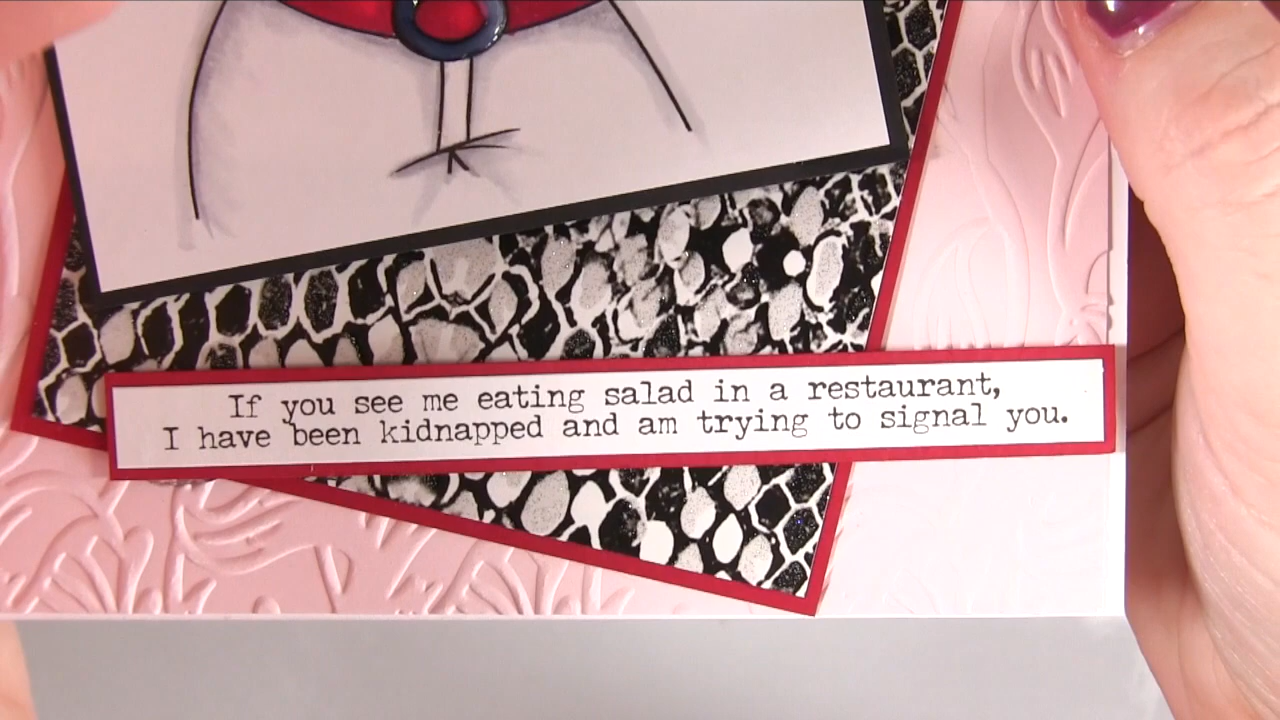 If you see me eating salad in a restaurant,
I have been kidnapped and am trying to signal you.